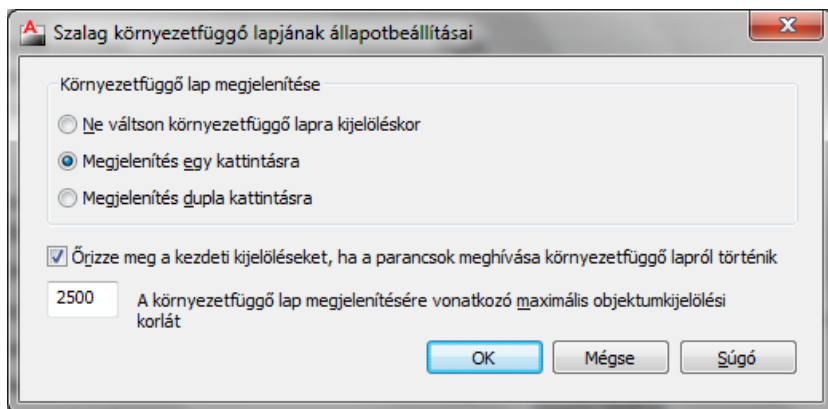 Szalag környezetfüggő lapjának állapotbeállításai
Környezetfüggő lap megjelenítése
Ne váltson környezetfüggő lapra kijelöléskor
Megjelenítés egy kattintásra
Megjelenítés dupla kattintásra
Őrizze meg a kezdeti kijelöléseket, ha a parancsok meghívása környezetfüggő lapról történik
2500 A környezetfüggő lap megjelenítésére vonatkozó maximális objektumkijelölési
korlát
OK Mégse Súgó